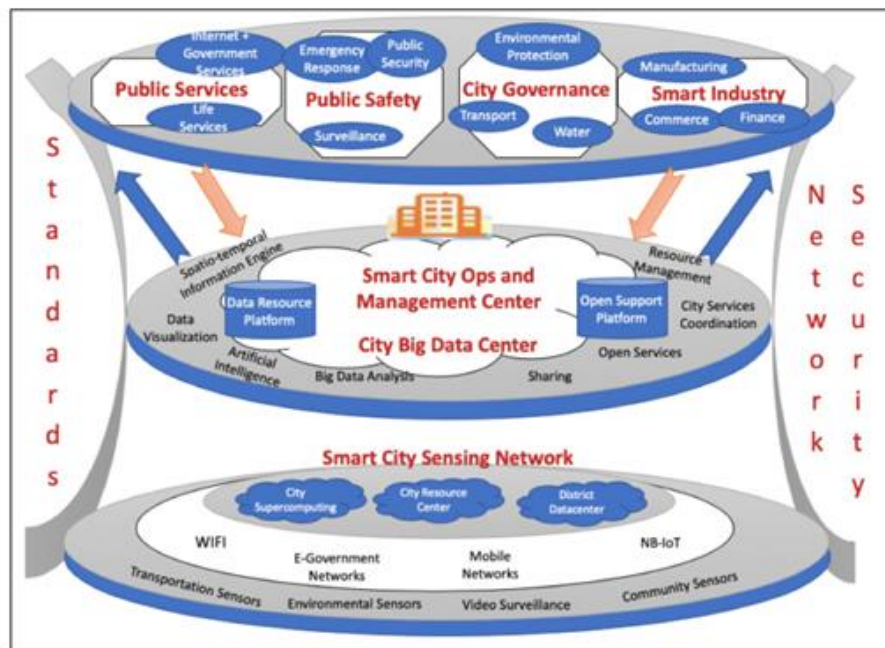 Internet +
Government
Services
Public Services
Life
Services
Emergency
Response
Public
Security
Public Safety
Surveillance
Environmental
Protection
City Governance
Transport
Water
Manufacturing
Smart Industry
Commerce
Finance
Standards
Network
Security
Spatio-temporal
Information Engine
Resource
Management
Smart City Ops and
Management Center
Data Resource
Platform
Open Support
Platform
City Services
Coordination
Data
Visualization
City Big Data Center
Artificial
Intelligence
Big Data Analysis
Sharing
Open Services
Smart City Sensing Network
City
Supercomputing
City Resource
Center
District
Datacenter
WIFI
E-Government
Networks
Mobile
Networks
NB-IoT
Transportation Sensors
Environmental Sensors
Video Surveillance
Community Sensors